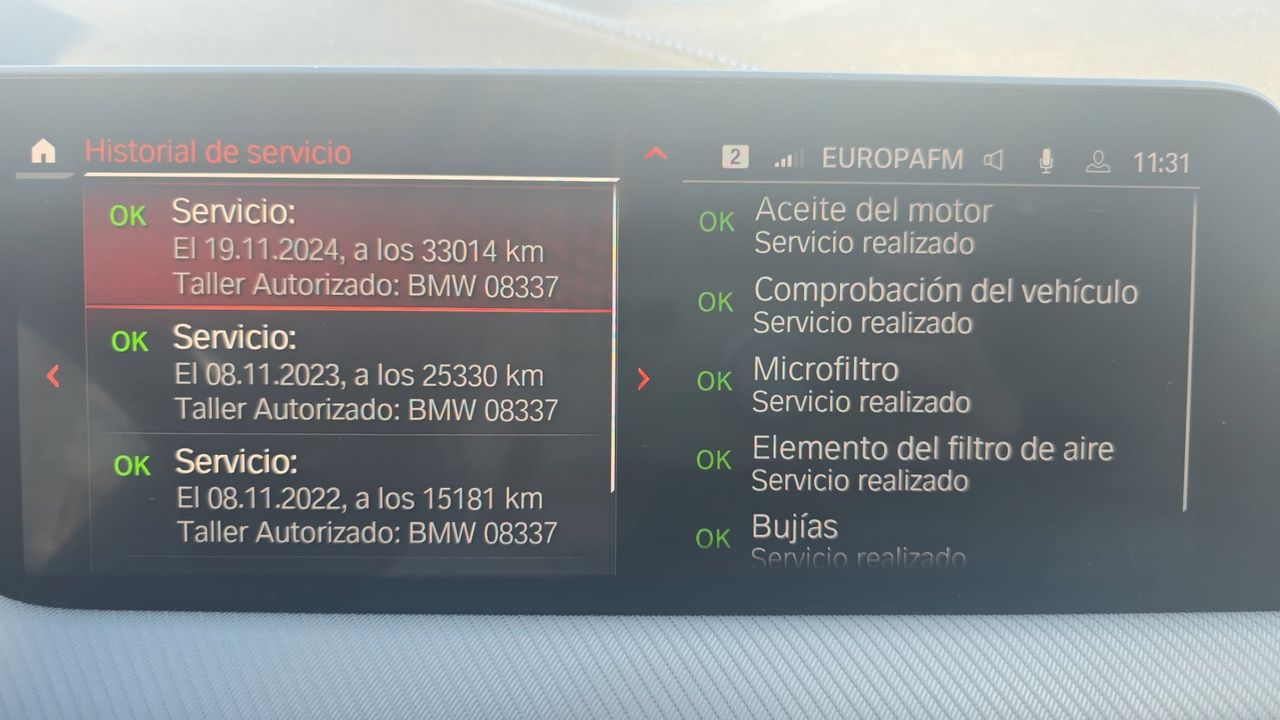 Historial de servicio
2 EUROPAFM 11:31
OK Servicio:
El 19.11.2024, a los 33014 km
Taller Autorizado: BMW 08337
OK Servicio:
El 08.11.2023, a los 25330 km
Taller Autorizado: BMW 08337
OK Servicio:
El 08.11.2022, a los 15181 km
Taller Autorizado: BMW 08337
OK Aceite del motor
Servicio realizado
OK Comprobación del vehículo
Servicio realizado
OK Microfiltro
Servicio realizado
OK Elemento del filtro de aire
Servicio realizado
OK Bujías
Servicio realizado